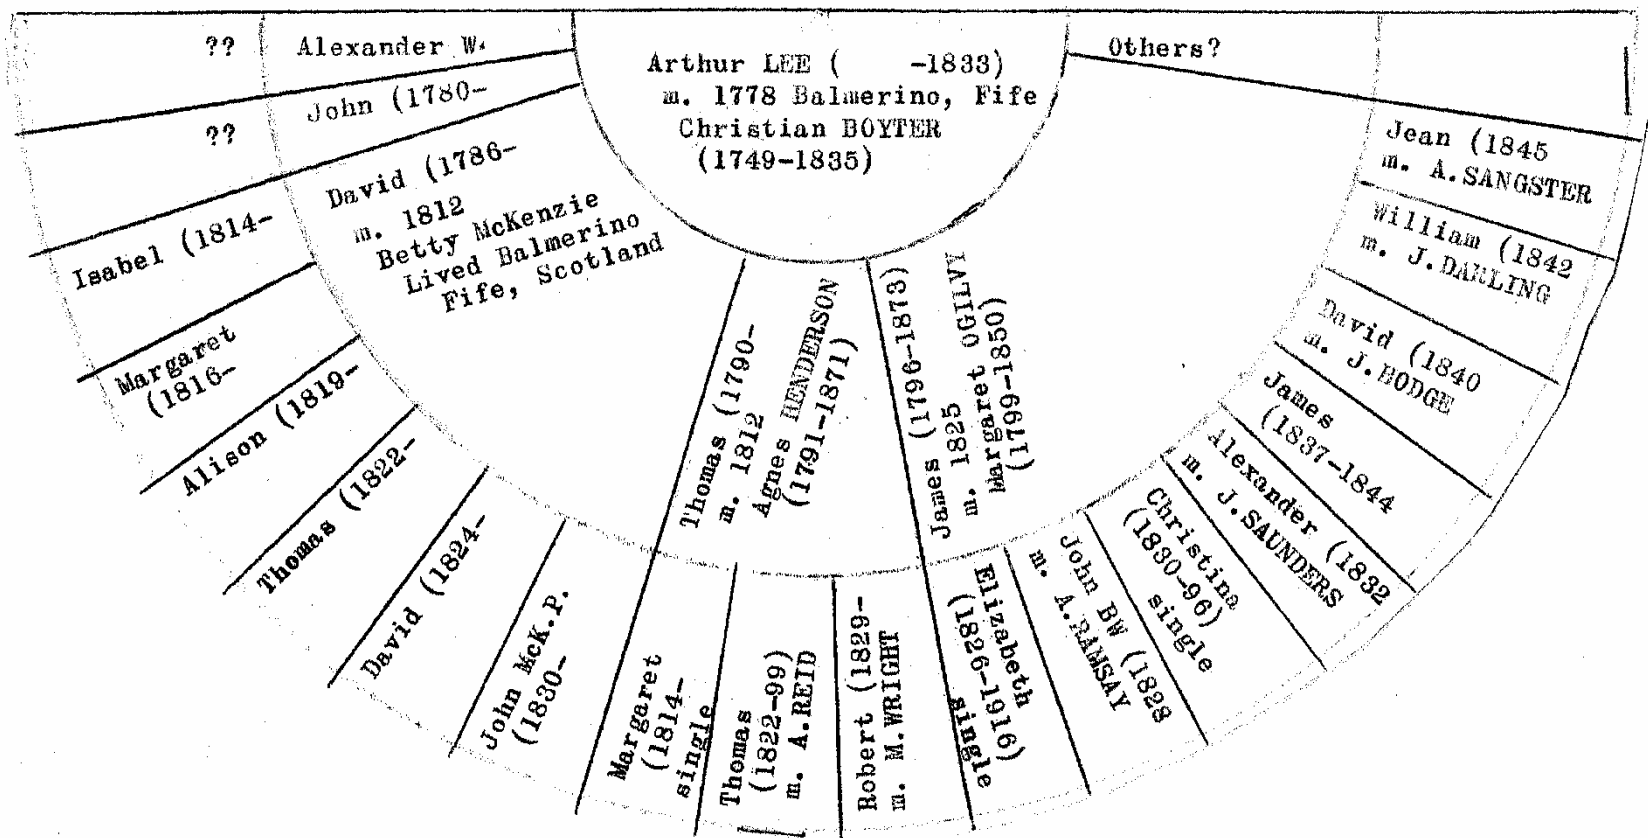 Arthur LEE (     -1833)
m. 1778 Balmerino, Fife
Christian BOYTER
(1749-1835)
??
Alexander W.
??
John (1780-
David (1786-
m. 1812
Betty McKenzie
Lived Balmerino
Fife, Scotland
Isabel (1814-
Margaret
(1816-
Alison (1819-
Thomas (1822-
David (1824-
John McK.P.
(1830-
Thomas (1790-
m. 1812
Agnes HENDERSON
(1791-1871)
Margaret
(1814-
single
Thomas
(1822-99)
m. A.REID
Robert (1829-
m. M.WRIGHT
James (1796-1873)
m. 1825
Margaret OGILVY
(1799-1850)
Elizabeth
(1826-1916)
single
John BW (1828
m. A.RAMSAY
Christina
(1830-96)
single
Alexander (1832
m. J.SAUNDERS
James
(1837-1844
David (1840
m. J.BODGE
William (1842
m. J.DARLING
Jean (1845
m. A.SANGSTER
Others?